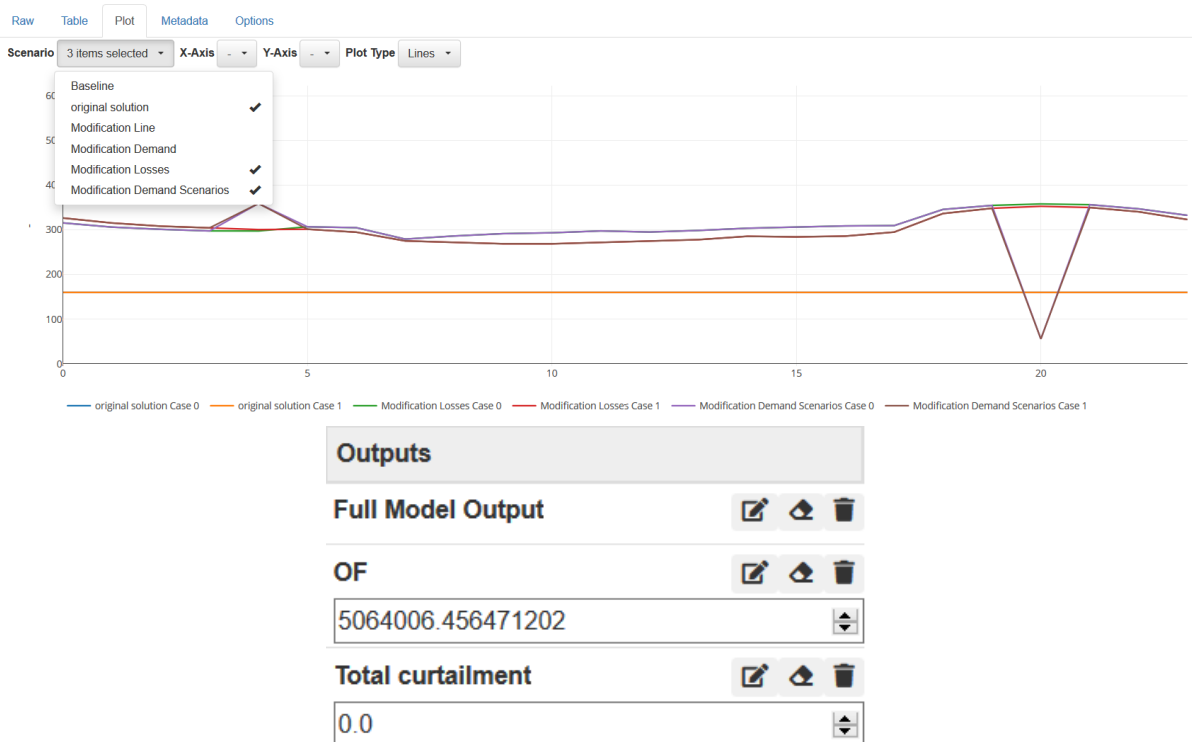 Raw Table Plot Metadata Options
Scenario 3 items selected X-Axis - Y-Axis - Plot Type Lines
Baseline
original solution
Modification Line
Modification Demand
Modification Losses
Modification Demand Scenarios
300
200
100
0
0 5 10 15 20
original solution Case 0 original solution Case 1 Modification Losses Case 0 Modification Losses Case 1 Modification Demand Scenarios Case 0 Modification Demand Scenarios Case 1
Outputs
Full Model Output
OF
5064006.456471202
Total curtailment
0.0